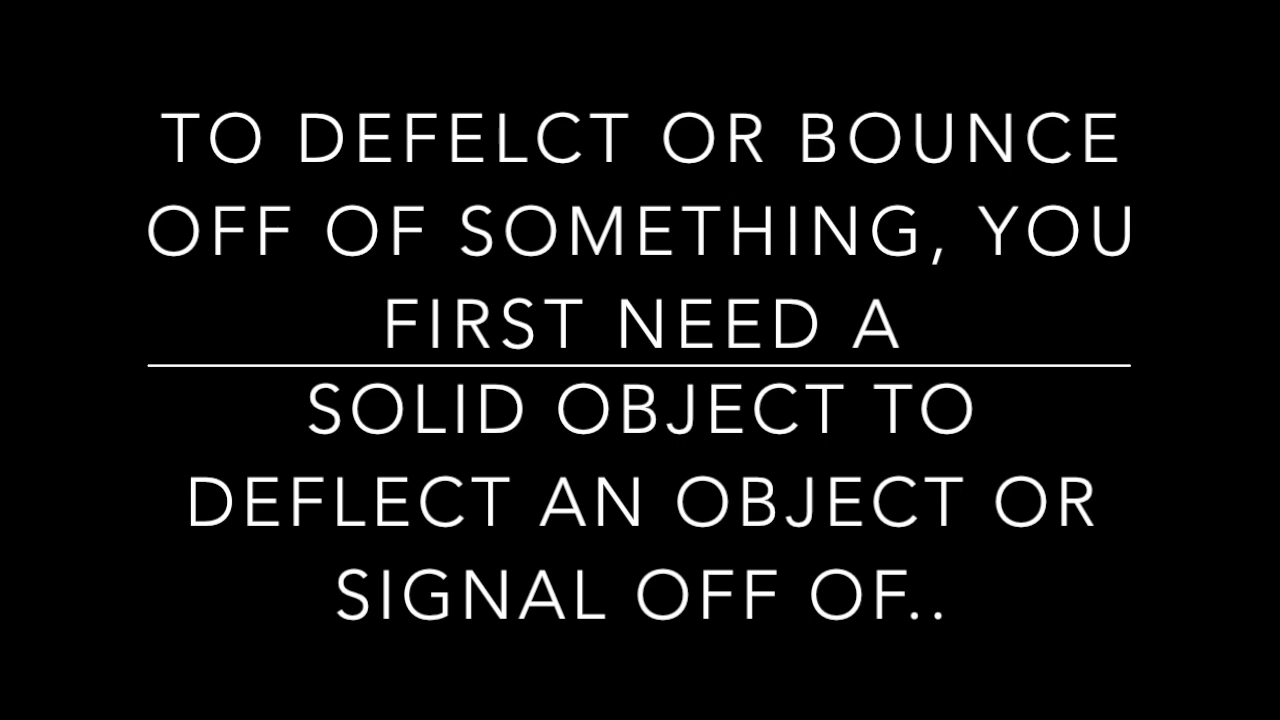 TO DEFELCT OR BOUNCE
OFF OF SOMETHING, YOU
FIRST NEED A
SOLID OBJECT TO
DEFLECT AN OBJECT OR
SIGNAL OFF OF..